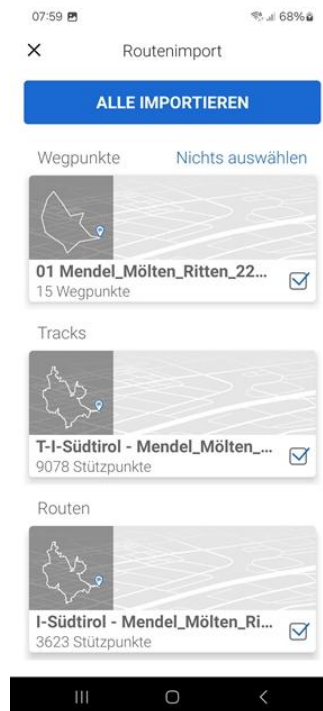 07:59 68%
Routenimport
ALLE IMPORTIEREN
Wegpunkte Nichts auswählen
01 Mendel_Mölten_Ritten_22...
15 Wegpunkte
Tracks
T-I-Südtirol - Mendel_Mölten_...
9078 Stützpunkte
Routen
I-Südtirol - Mendel_Mölten_Ri...
3623 Stützpunkte